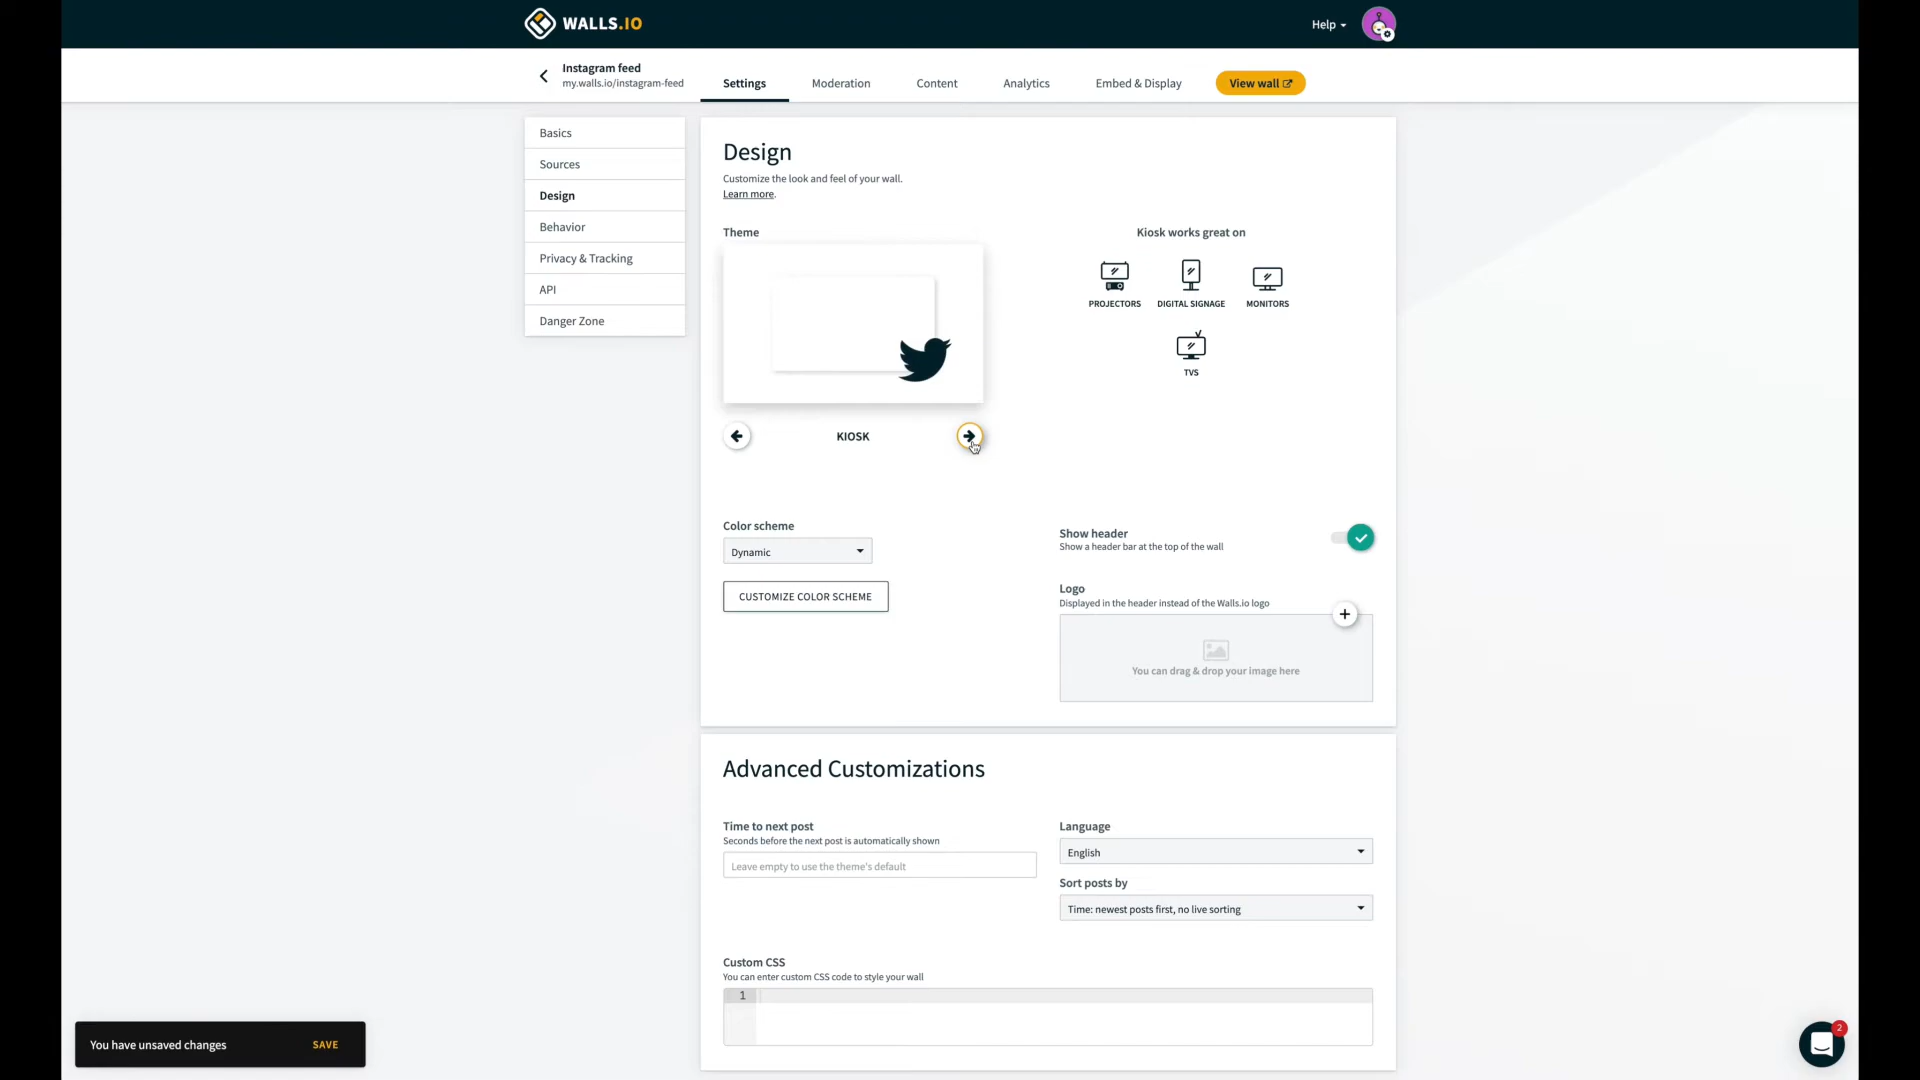 WALLS.IO
Help
Instagram feed
my.walls.io/instagram-feed
Settings
Moderation
Content
Analytics
Embed & Display
View wall
Basics
Sources
Design
Behavior
Privacy & Tracking
API
Danger Zone
Design
Customize the look and feel of your wall.
Learn more.
Theme
KIOSK
Kiosk works great on
PROJECTORS
DIGITAL SIGNAGE
MONITORS
TVS
Color scheme
Dynamic
CUSTOMIZE COLOR SCHEME
Show header
Show a header bar at the top of the wall
Logo
Displayed in the header instead of the Walls.io logo
You can drag & drop your image here
Advanced Customizations
Time to next post
Seconds before the next post is automatically shown
Leave empty to use the theme's default
Language
English
Sort posts by
Time: newest posts first, no live sorting
Custom CSS
You can enter custom CSS code to style your wall
1
You have unsaved changes
SAVE
2